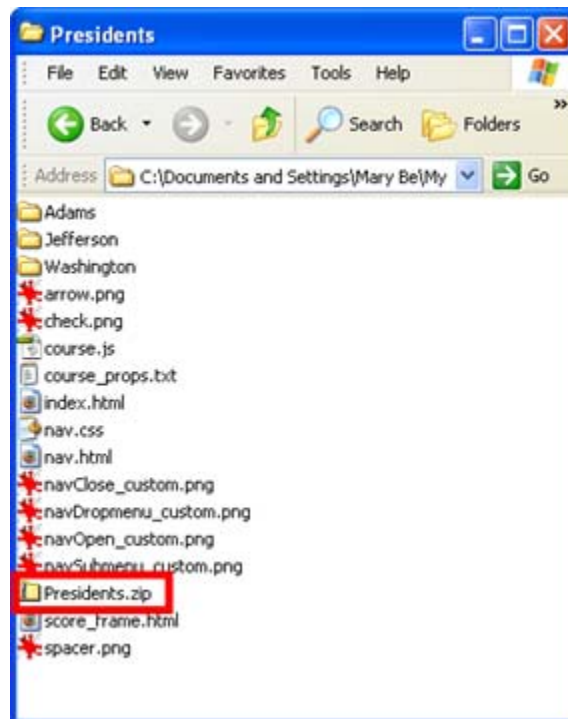 Presidents
File Edit View Favorites Tools Help
Back Search Folders »
Address C:\Documents and Settings\Mary Be\My Go
Adams
Jefferson
Washington
arrow.png
check.png
course.js
course_props.txt
index.html
nav.css
nav.html
navClose_custom.png
navDropmenu_custom.png
navOpen_custom.png
navSubmenu_custom.png
Presidents.zip
score_frame.html
spacer.png